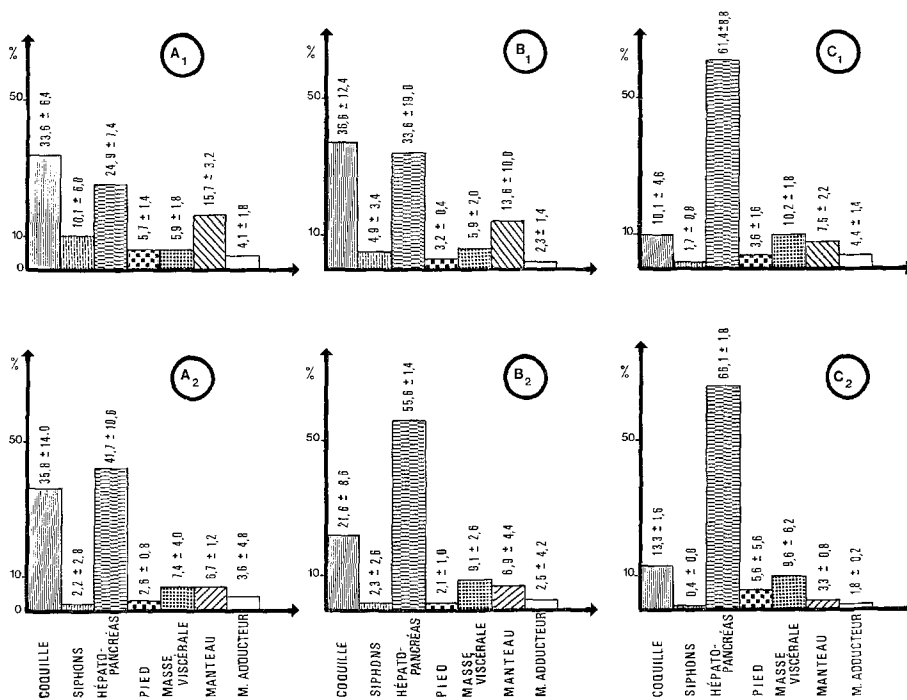 %
50
10
0
A1
33,6 ± 6,4
10,1 ± 6,0
24,9 ± 7,4
5,7 ± 1,4
5,9 ± 1,8
15,7 ± 3,2
4,1 ± 1,8
%
50
10
B1
36,6 ± 12,4
4,9 ± 3,4
33,6 ± 19,0
3,2 ± 0,4
5,9 ± 2,0
13,6 ± 10,0
2,3 ± 1,4
%
50
10
C1
10,1 ± 4,6
1,7 ± 0,8
61,4 ± 8,8
3,6 ± 1,6
10,2 ± 1,8
7,5 ± 2,2
4,4 ± 1,4
%
50
10
0
A2
35,8 ± 14,0
2,2 ± 2,8
41,7 ± 10,6
2,6 ± 0,8
7,4 ± 4,0
6,7 ± 1,2
3,6 ± 4,8
COQUILLE
SIPHONS
HÉPATO-
PANCRÉAS
PIED
MASSE
VISCÉRALE
MANTEAU
M. ADDUCTEUR
%
50
10
B2
21,6 ± 8,6
2,3 ± 2,6
55,6 ± 1,4
2,1 ± 1,0
9,1 ± 2,6
6,9 ± 4,4
2,5 ± 4,2
COQUILLE
SIPHONS
HÉPATO-
PANCRÉAS
PIED
MASSE
VISCÉRALE
MANTEAU
M. ADDUCTEUR
%
50
10
C2
13,3 ± 1,6
0,4 ± 0,0
66,1 ± 1,8
5,6 ± 5,6
9,6 ± 6,2
3,3 ± 0,8
1,8 ± 0,2
COQUILLE
SIPHONS
HÉPATO-
PANCRÉAS
PIED
MASSE
VISCÉRALE
MANTEAU
M. ADDUCTEUR